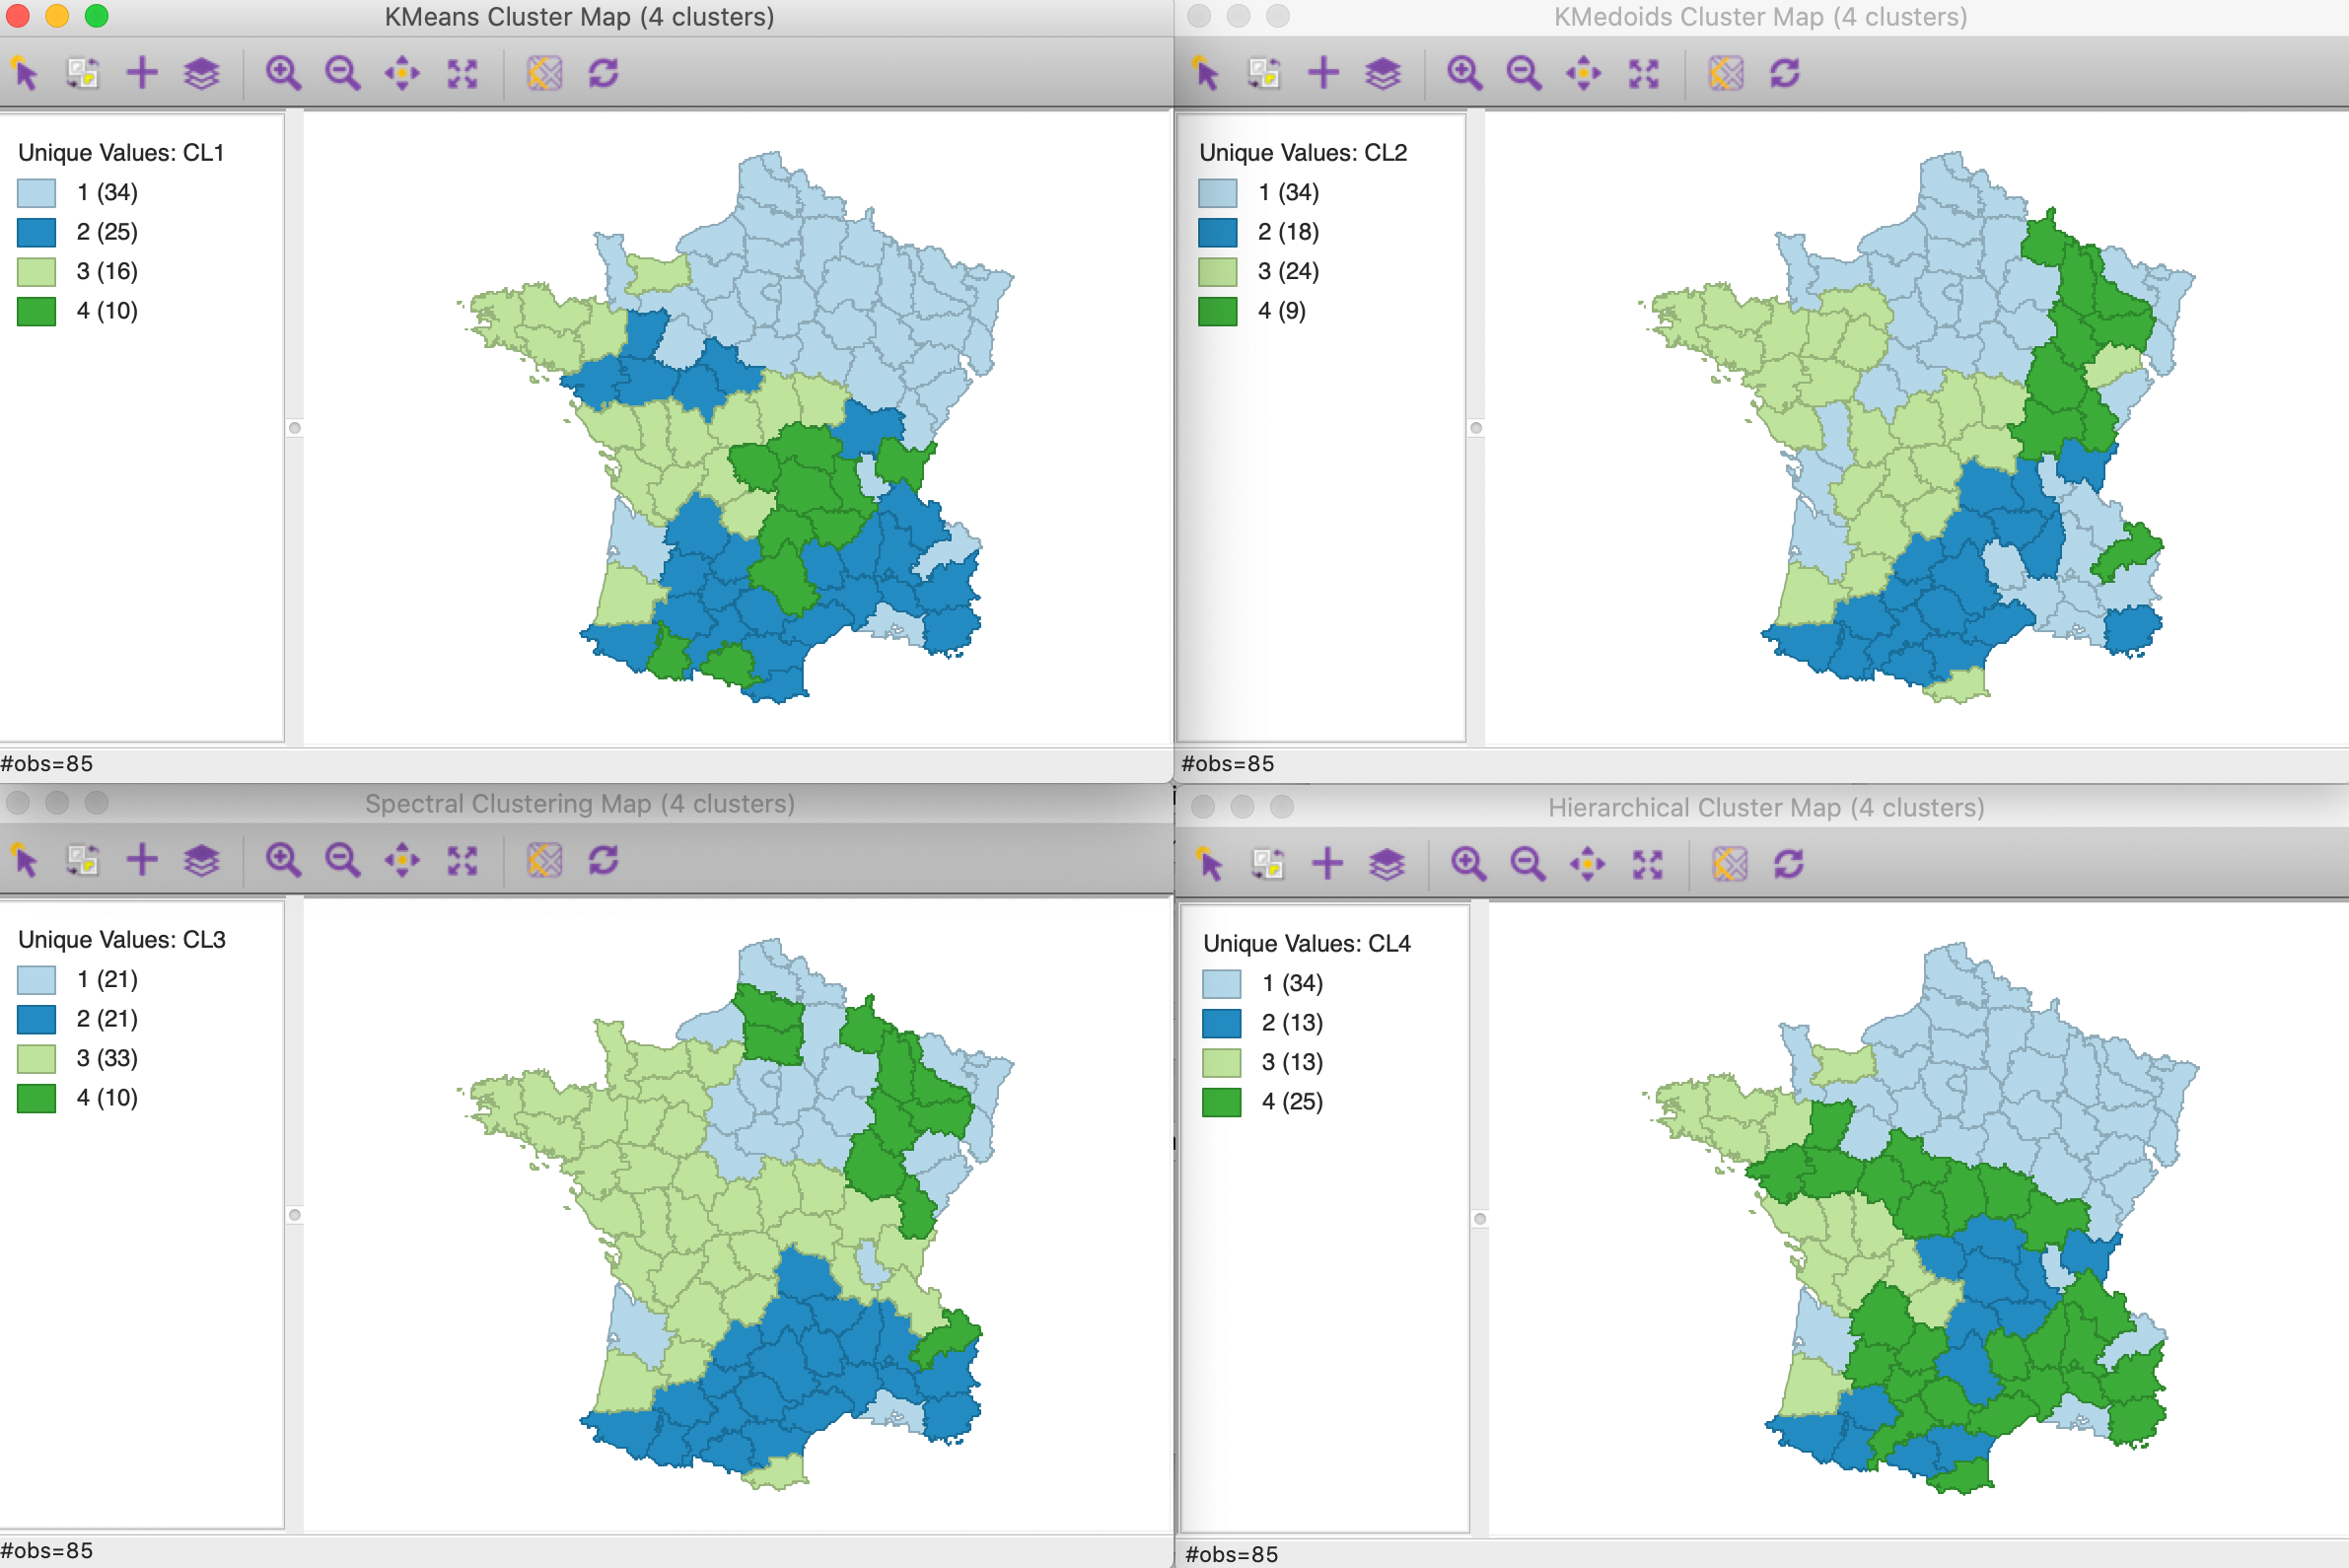 KMeans Cluster Map (4 clusters)
Unique Values: CL1
1 (34)
2 (25)
3 (16)
4 (10)
#obs=85
KMedoids Cluster Map (4 clusters)
Unique Values: CL2
1 (34)
2 (18)
3 (24)
4 (9)
#obs=85
Spectral Clustering Map (4 clusters)
Unique Values: CL3
1 (21)
2 (21)
3 (33)
4 (10)
#obs=85
Hierarchical Cluster Map (4 clusters)
Unique Values: CL4
1 (34)
2 (13)
3 (13)
4 (25)
#obs=85